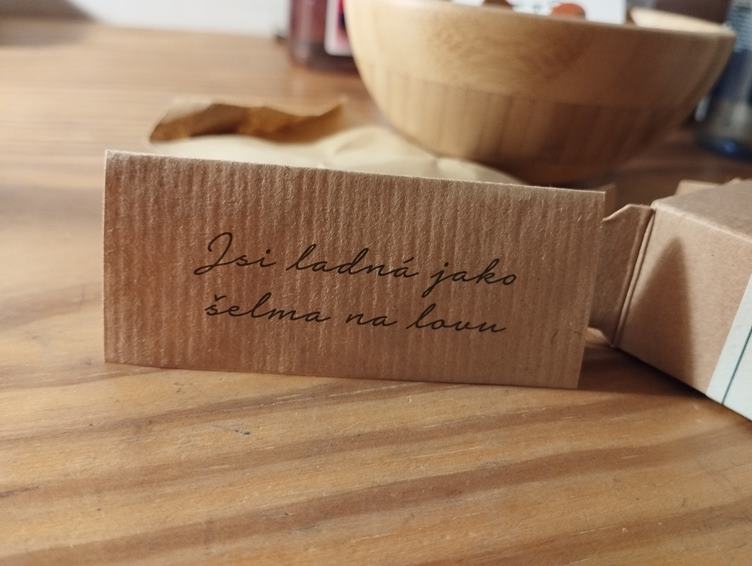 Jsi ladná jako
šelma na lovu